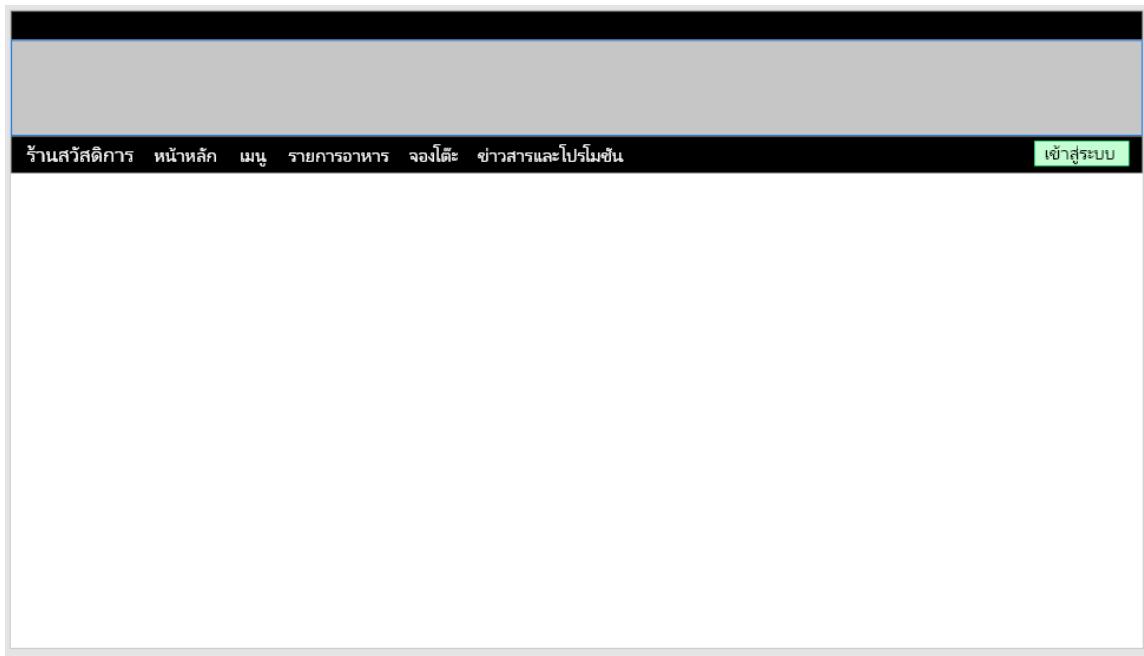 ร้านสวัสดิการ หน้าหลัก เมนู รายการอาหาร จองโต๊ะ ข่าวสารและโปรโมชัน เข้าสู่ระบบ